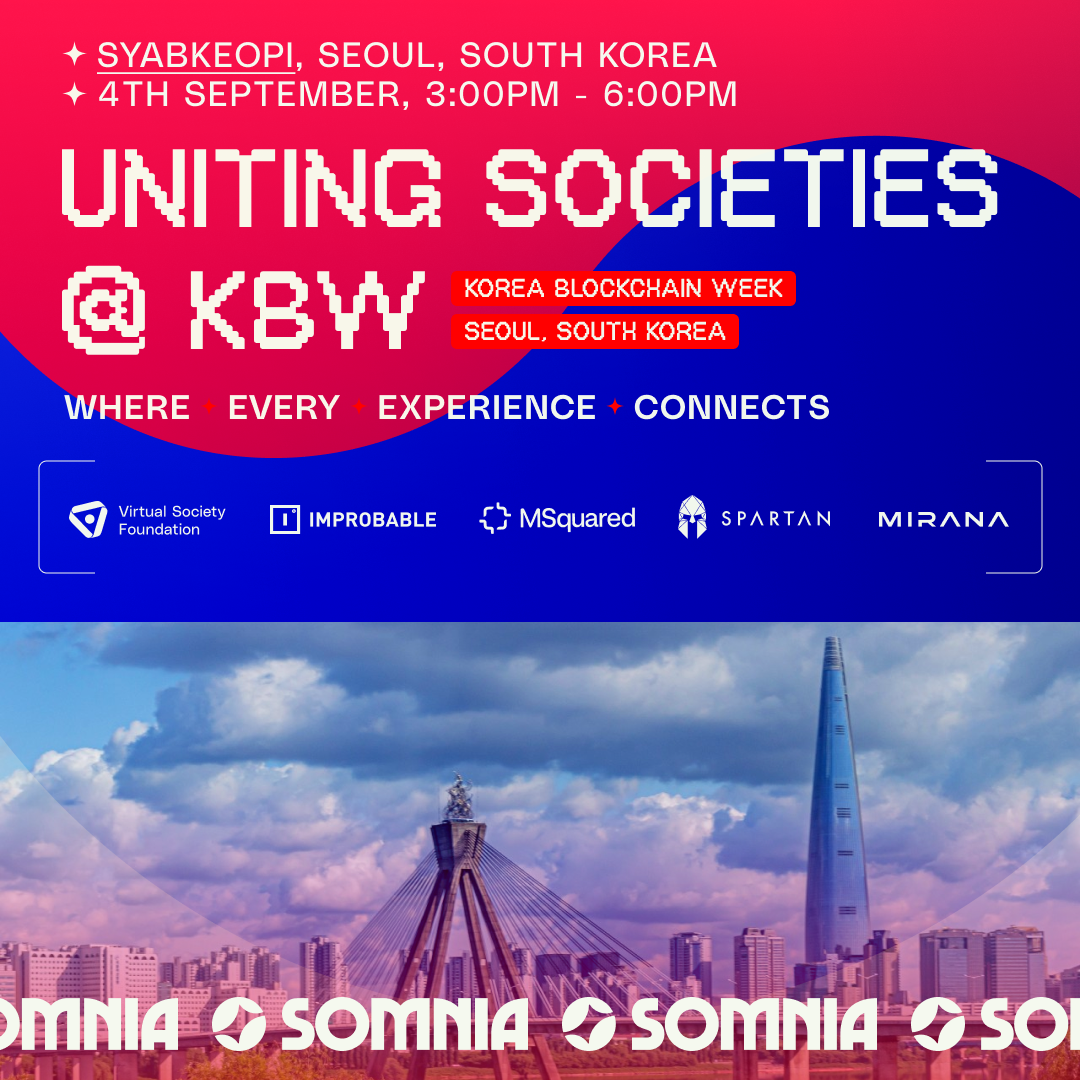 SYABKEOPI, SEOUL, SOUTH KOREA
4TH SEPTEMBER, 3:00PM - 6:00PM
UNITING SOCIETIES
@ KBW
KOREA BLOCKCHAIN WEEK
SEOUL, SOUTH KOREA
WHERE ✦ EVERY ✦ EXPERIENCE ✦ CONNECTS
Virtual Society
Foundation
IMPROBABLE
MSquared
SPARTAN
MIRANA
OMNIA SOMNIA SOMNIA SO